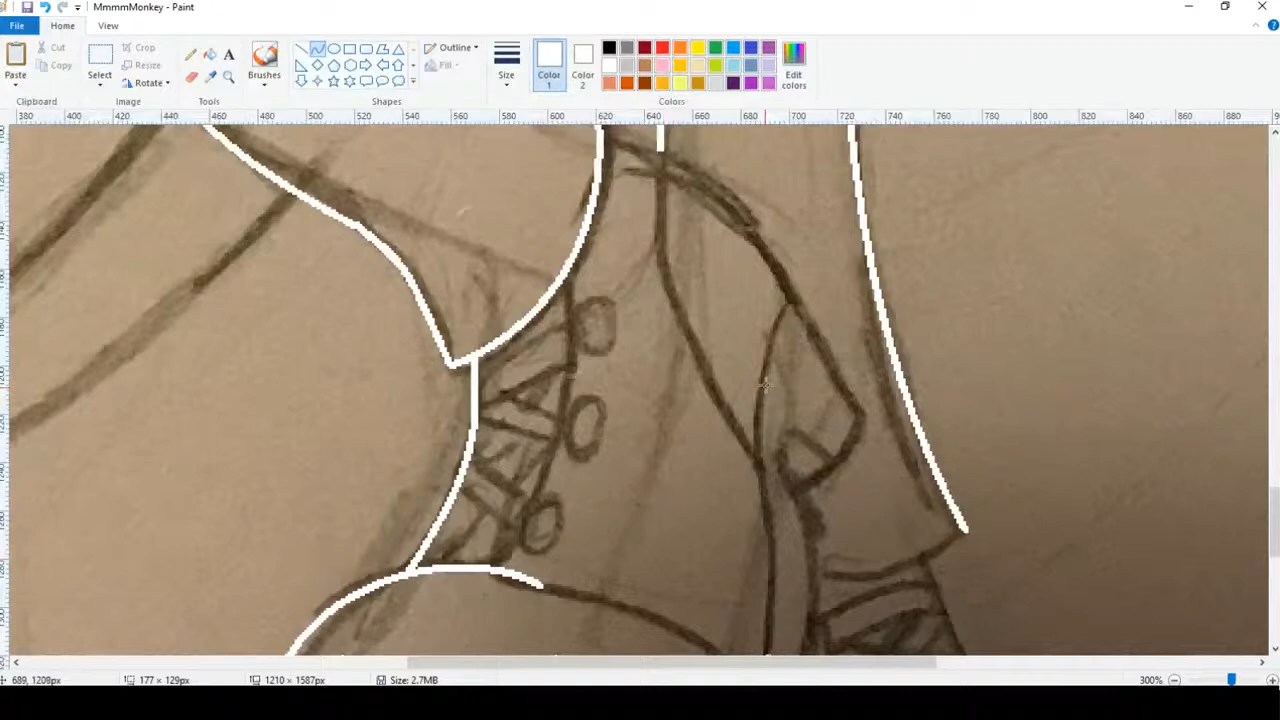 MmmmMonkey - Paint
File Home View
Paste
Cut
Copy
Clipboard
Select
Crop
Resize
Rotate
Image
Tools
Brushes
Shapes
Outline
Fill
Size
Color 1
Color 2
Colors
Edit colors
380 400 420 440 460 480 500 520 540 560 580 600 620 640 660 680 700 720 740 760 780 800 820 840 860 880
689, 1209px
177 × 129px
1210 × 1587px
Size: 2.7MB
300%